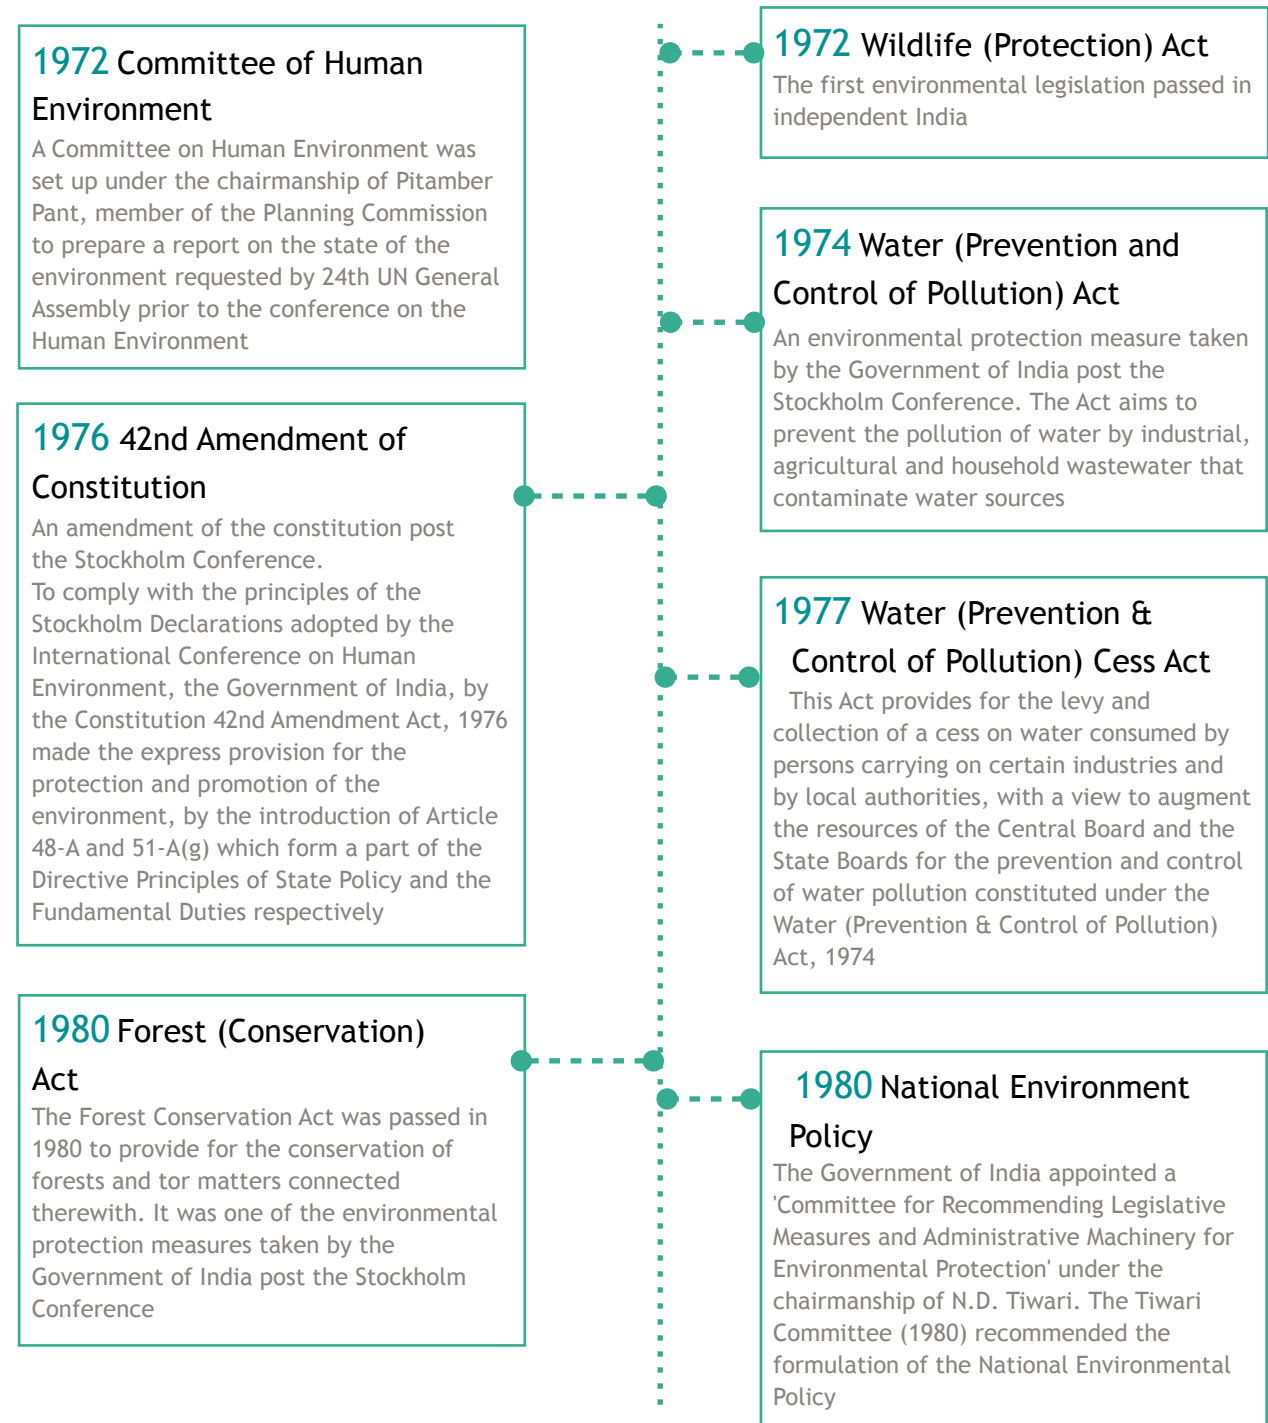 1972 Committee of Human
Environment
A Committee on Human Environment was
set up under the chairmanship of Pitamber
Pant, member of the Planning Commission
to prepare a report on the state of the
environment requested by 24th UN General
Assembly prior to the conference on the
Human Environment
1972 Wildlife (Protection) Act
The first environmental legislation passed in
independent India
1974 Water (Prevention and
Control of Pollution) Act
An environmental protection measure taken
by the Government of India post the
Stockholm Conference. The Act aims to
prevent the pollution of water by industrial,
agricultural and household wastewater that
contaminate water sources
1976 42nd Amendment of
Constitution
An amendment of the constitution post
the Stockholm Conference.
To comply with the principles of the
Stockholm Declarations adopted by the
International Conference on Human
Environment, the Government of India, by
the Constitution 42nd Amendment Act, 1976
made the express provision for the
protection and promotion of the
environment, by the introduction of Article
48-A and 51-A(g) which form a part of the
Directive Principles of State Policy and the
Fundamental Duties respectively
1977 Water (Prevention &
Control of Pollution) Cess Act
This Act provides for the levy and
collection of a cess on water consumed by
persons carrying on certain industries and
by local authorities, with a view to augment
the resources of the Central Board and the
State Boards for the prevention and control
of water pollution constituted under the
Water (Prevention & Control of Pollution)
Act, 1974
1980 Forest (Conservation)
Act
The Forest Conservation Act was passed in
1980 to provide for the conservation of
forests and tor matters connected
therewith. It was one of the environmental
protection measures taken by the
Government of India post the Stockholm
Conference
1980 National Environment
Policy
The Government of India appointed a
'Committee for Recommending Legislative
Measures and Administrative Machinery for
Environmental Protection' under the
chairmanship of N.D. Tiwari. The Tiwari
Committee (1980) recommended the
formulation of the National Environmental
Policy